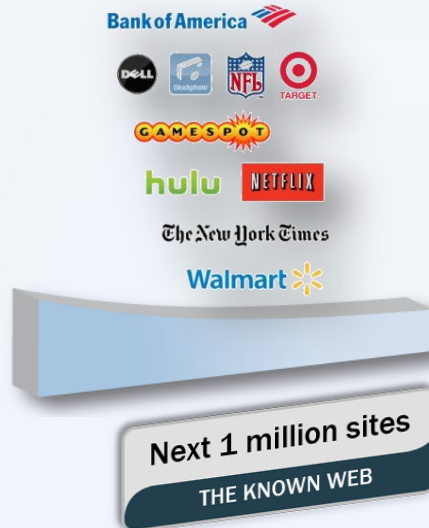 Bank of America
DELL iStockphoto NFL TARGET
GAMESPOT
hulu NETFLIX
The New York Times
Walmart
Next 1 million sites
THE KNOWN WEB